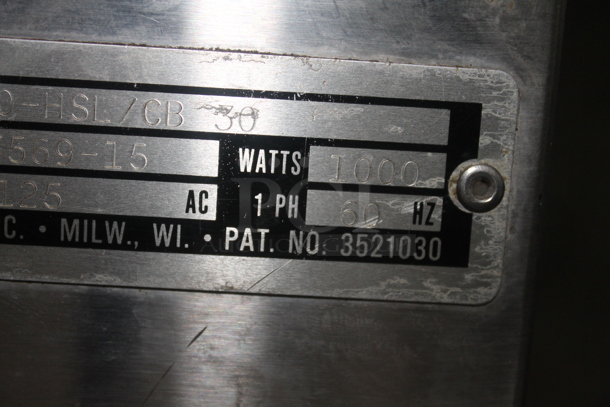 -HSL/CB 30
569-15 WATTS 1000
125 AC 1 PH 60 HZ
C. • MILW., WI. • PAT. NO. 3521030